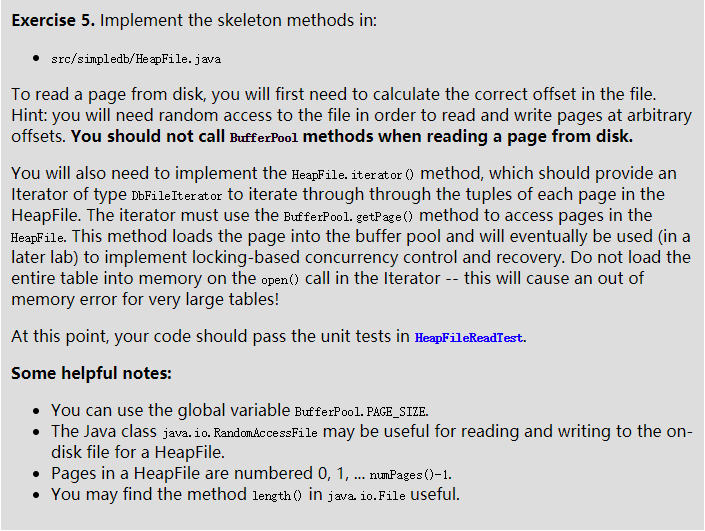 Exercise 5. Implement the skeleton methods in:
• src/simpledb/HeapFile.java
To read a page from disk, you will first need to calculate the correct offset in the file.
Hint: you will need random access to the file in order to read and write pages at arbitrary
offsets. You should not call BufferPool methods when reading a page from disk.
You will also need to implement the HeapFile.iterator() method, which should provide an
Iterator of type DbFileIterator to iterate through through the tuples of each page in the
HeapFile. The iterator must use the BufferPool.getPage() method to access pages in the
HeapFile. This method loads the page into the buffer pool and will eventually be used (in a
later lab) to implement locking-based concurrency control and recovery. Do not load the
entire table into memory on the open() call in the Iterator -- this will cause an out of
memory error for very large tables!
At this point, your code should pass the unit tests in HeapFileReadTest.
Some helpful notes:
• You can use the global variable BufferPool.PAGE_SIZE.
• The Java class java.io.RandomAccessFile may be useful for reading and writing to the on-
disk file for a HeapFile.
• Pages in a HeapFile are numbered 0, 1, ... numPages()-1.
• You may find the method length() in java.io.File useful.